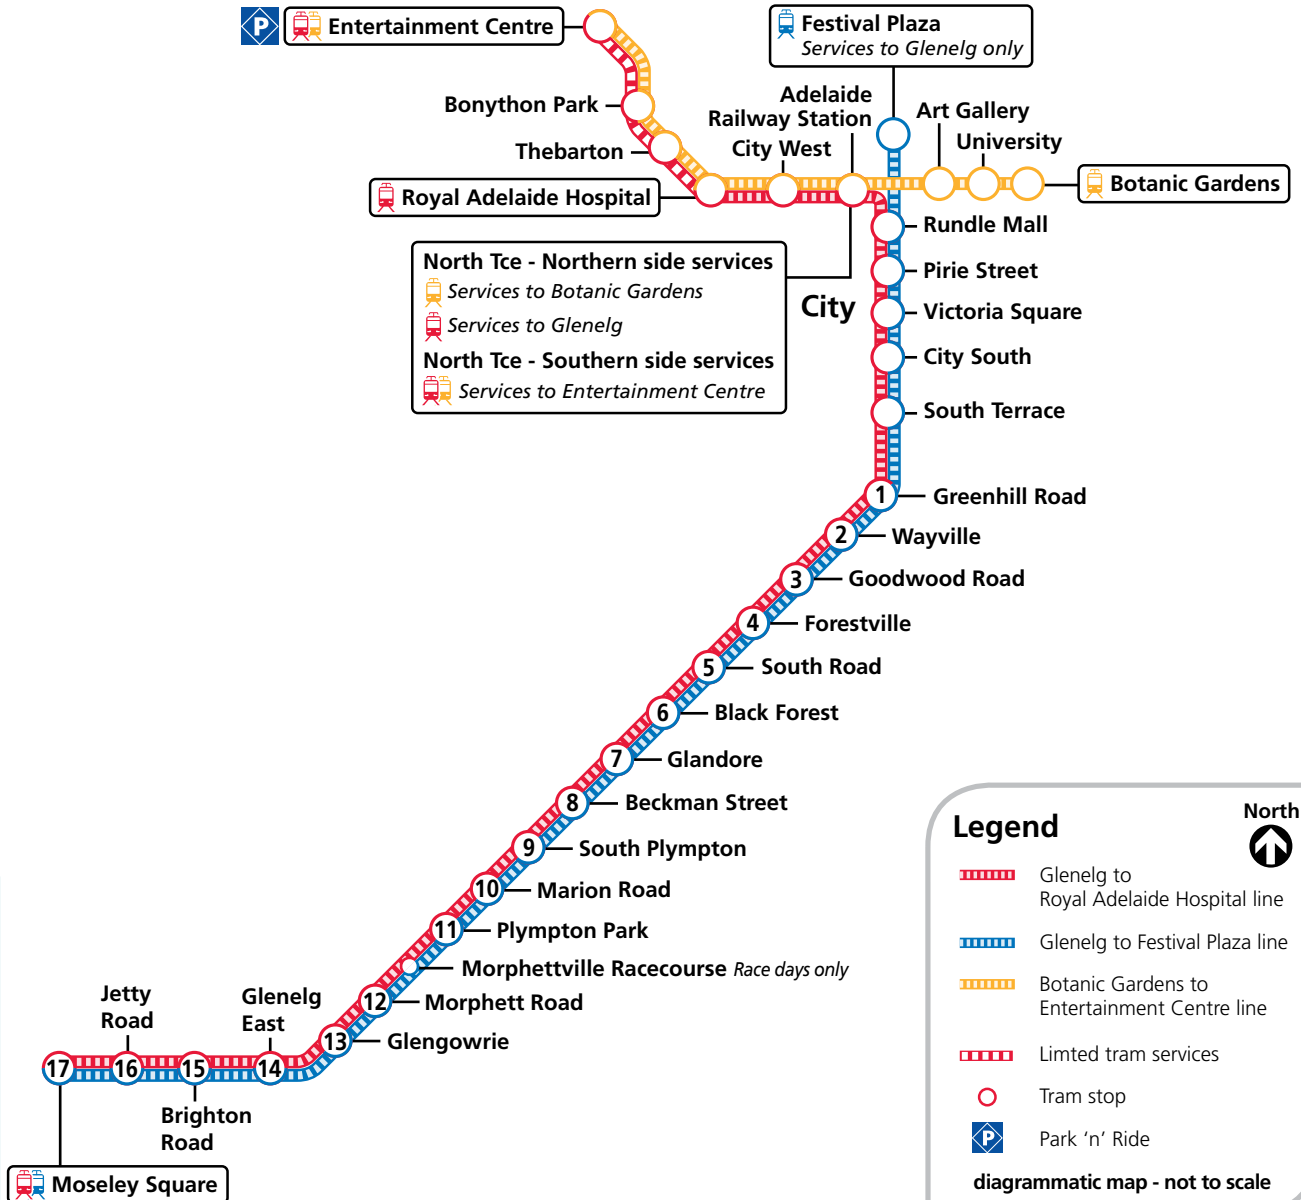 P
Entertainment Centre
Festival Plaza
Services to Glenelg only
Bonython Park
Adelaide
Railway Station
Art Gallery
City West
University
Thebarton
Royal Adelaide Hospital
Botanic Gardens
Rundle Mall
North Tce - Northern side services
Services to Botanic Gardens
Services to Glenelg
North Tce - Southern side services
Services to Entertainment Centre
City
Pirie Street
Victoria Square
City South
South Terrace
1 Greenhill Road
2 Wayville
3 Goodwood Road
4 Forestville
5 South Road
6 Black Forest
7 Glandore
8 Beckman Street
9 South Plympton
10 Marion Road
11 Plympton Park
Morphettville Racecourse Race days only
12 Morphett Road
13 Glengowrie
Glenelg
East
14
15
Brighton
Road
Jetty
Road
16
17
Moseley Square
Legend
North
Glenelg to
Royal Adelaide Hospital line
Glenelg to Festival Plaza line
Botanic Gardens to
Entertainment Centre line
Limted tram services
Tram stop
P
Park ‘n’ Ride
diagrammatic map - not to scale